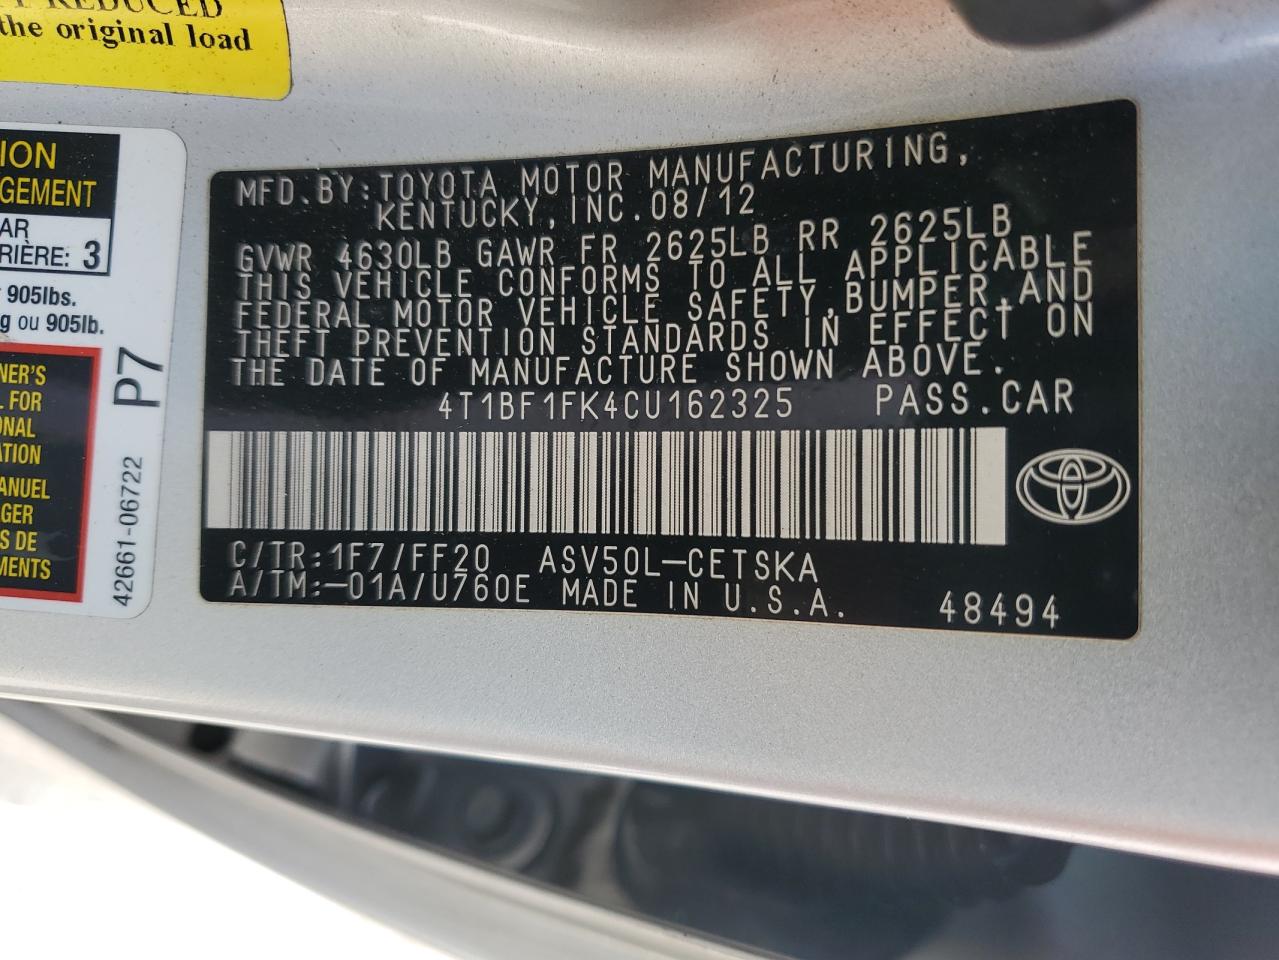 Y REDUCED
the original load
ION
GEMENT
AR
RIÈRE: 3
905lbs.
g ou 905lb.
NER'S
FOR
ONAL
ATION
ANUEL
GER
S DE
MENTS
P7
42661-06722
MFD.BY:TOYOTA MOTOR MANUFACTURING,
KENTUCKY,INC.08/12
GVWR 4630LB GAWR FR 2625LB RR 2625LB
THIS VEHICLE CONFORMS TO ALL APPLICABLE
FEDERAL MOTOR VEHICLE SAFETY,BUMPER,AND
THEFT PREVENTION STANDARDS IN EFFECT ON
THE DATE OF MANUFACTURE SHOWN ABOVE.
4T1BF1FK4CU162325 PASS.CAR
C/TR:1F7/FF20 ASV50L-CETSKA
A/TM:-01A/U760E MADE IN U.S.A. 48494